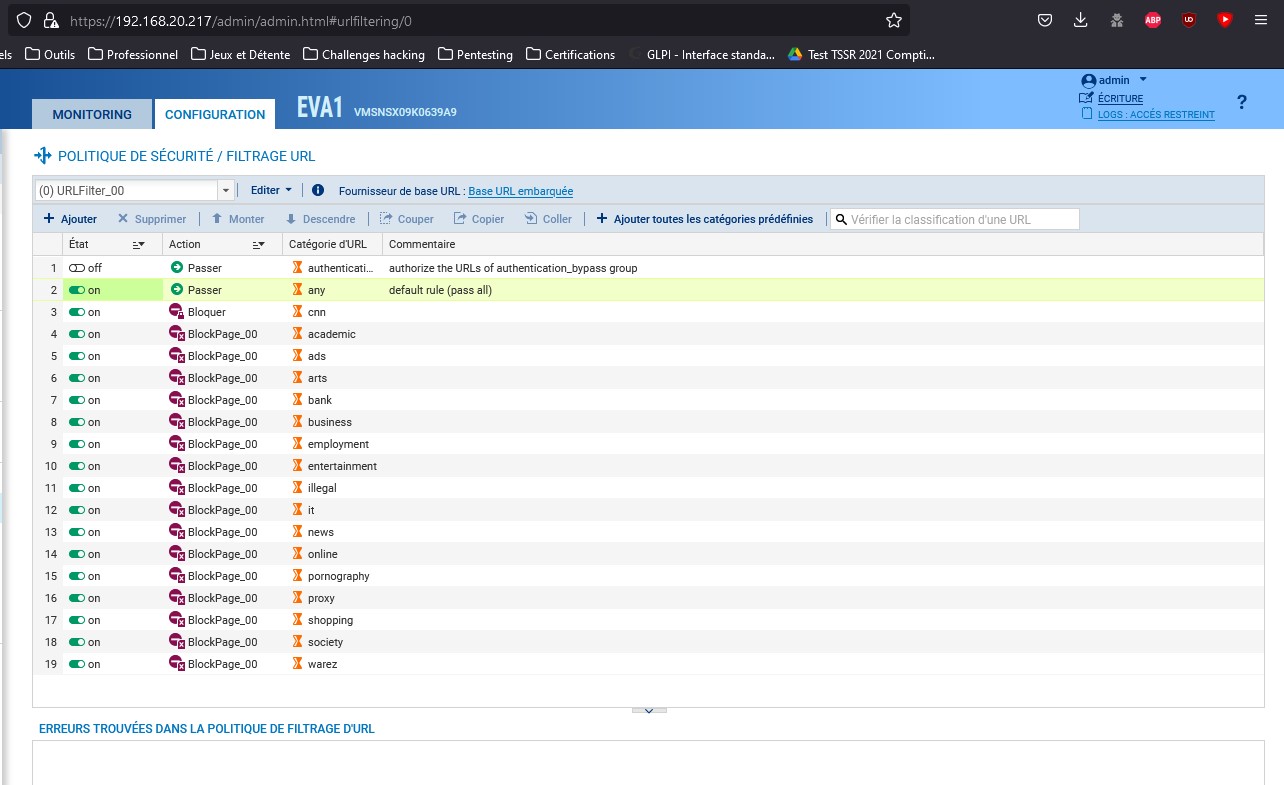 https://192.168.20.217/admin/admin.html#urlfiltering/0
ABP
els Outils Professionnel Jeux et Détente Challenges hacking Pentesting Certifications GLPI - Interface standa... Test TSSR 2021 Compti...
MONITORING CONFIGURATION EVA1 VMSNSX09K0639A9
admin
ÉCRITURE
LOGS : ACCÈS RESTREINT
?
POLITIQUE DE SÉCURITÉ / FILTRAGE URL
(0) URLFilter_00 Editer Fournisseur de base URL : Base URL embarquée
Ajouter Supprimer Monter Descendre Couper Copier Coller Ajouter toutes les catégories prédéfinies Vérifier la classification d'une URL
État Action Catégorie d'URL Commentaire
1 off Passer authenticati... authorize the URLs of authentication_bypass group
2 on Passer any default rule (pass all)
3 on Bloquer cnn
4 on BlockPage_00 academic
5 on BlockPage_00 ads
6 on BlockPage_00 arts
7 on BlockPage_00 bank
8 on BlockPage_00 business
9 on BlockPage_00 employment
10 on BlockPage_00 entertainment
11 on BlockPage_00 illegal
12 on BlockPage_00 it
13 on BlockPage_00 news
14 on BlockPage_00 online
15 on BlockPage_00 pornography
16 on BlockPage_00 proxy
17 on BlockPage_00 shopping
18 on BlockPage_00 society
19 on BlockPage_00 warez
ERREURS TROUVÉES DANS LA POLITIQUE DE FILTRAGE D'URL